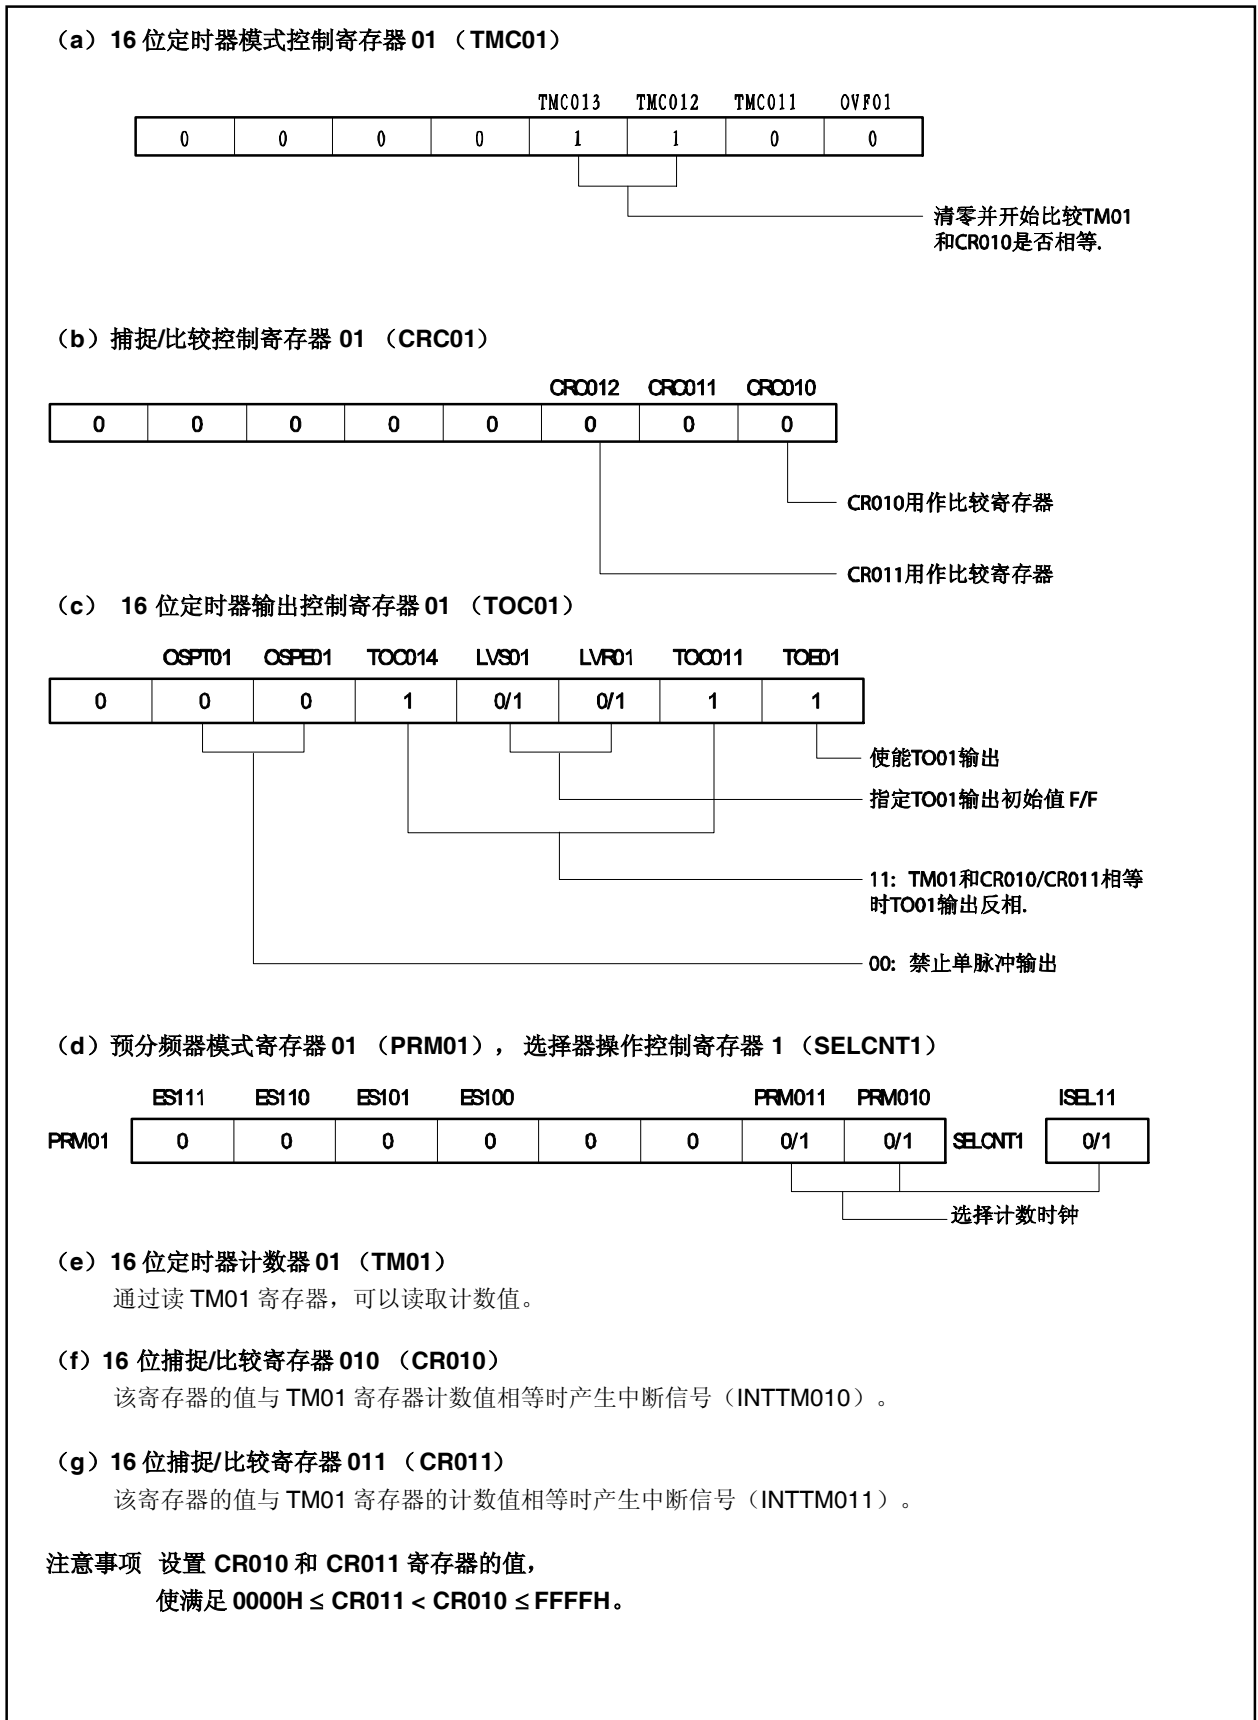 （a）16 位定时器模式控制寄存器 01 （TMC01）
TMC013 TMC012 TMC011 OVF01
0 0 0 0 1 1 0 0
清零并开始比较TM01
和CR010是否相等.
（b）捕捉/比较控制寄存器 01 （CRC01）
CRC012 CRC011 CRC010
0 0 0 0 0 0 0 0
CR010用作比较寄存器
CR011用作比较寄存器
（c） 16 位定时器输出控制寄存器 01 （TOC01）
OSPT01 OSPE01 TOC014 LVS01 LVR01 TOC011 TOE01
0 0 0 1 0/1 0/1 1 1
使能TO01输出
指定TO01输出初始值 F/F
11: TM01和CR010/CR011相等
时TO01输出反相.
00: 禁止单脉冲输出
（d）预分频器模式寄存器 01 （PRM01），选择器操作控制寄存器 1 （SELCNT1）
ES111 ES110 ES101 ES100 PRM011 PRM010 ISEL11
PRM01 0 0 0 0 0 0 0/1 0/1 SELCNT1 0/1
选择计数时钟
（e）16 位定时器计数器 01 （TM01）
通过读 TM01 寄存器，可以读取计数值。
（f）16 位捕捉/比较寄存器 010 （CR010）
该寄存器的值与 TM01 寄存器计数值相等时产生中断信号（INTTM010）。
（g）16 位捕捉/比较寄存器 011 （CR011）
该寄存器的值与 TM01 寄存器的计数值相等时产生中断信号（INTTM011）。
注意事项 设置 CR010 和 CR011 寄存器的值，
使满足 0000H ≤ CR011 < CR010 ≤ FFFFH。